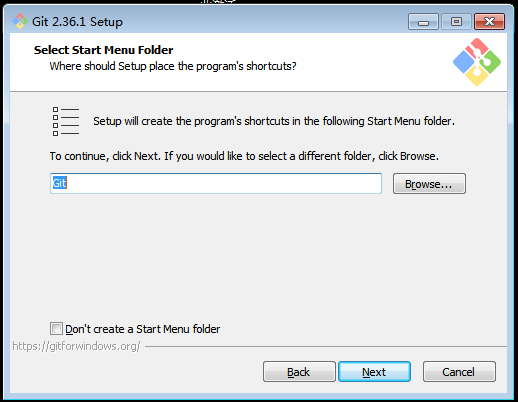 Git 2.36.1 Setup
Select Start Menu Folder
Where should Setup place the program's shortcuts?
Setup will create the program's shortcuts in the following Start Menu folder.
To continue, click Next. If you would like to select a different folder, click Browse.
Git
Browse...
Don't create a Start Menu folder
https://gitforwindows.org/
Back
Next
Cancel